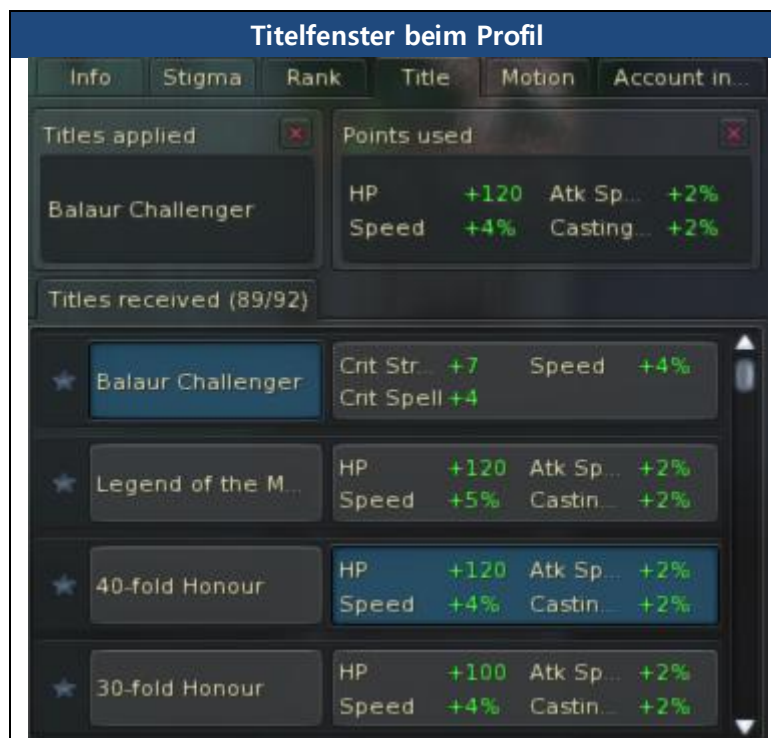 Titelfenster beim Profil
Info Stigma Rank Title Motion Account in...
Titles applied
Balaur Challenger
Points used
HP +120 Atk Sp... +2%
Speed +4% Casting... +2%
Titles received (89/92)
Balaur Challenger
Crit Str... +7 Speed +4%
Crit Spell +4
Legend of the M...
HP +120 Atk Sp... +2%
Speed +5% Castin... +2%
40-fold Honour
HP +120 Atk Sp... +2%
Speed +4% Castin... +2%
30-fold Honour
HP +100 Atk Sp... +2%
Speed +4% Castin... +2%